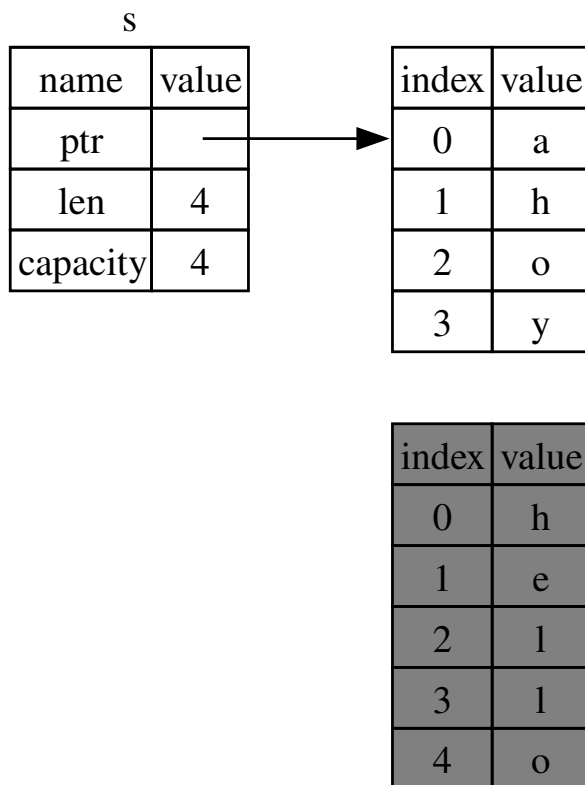 s
name value
ptr
len 4
capacity 4
index value
0 a
1 h
2 o
3 y
index value
0 h
1 e
2 l
3 l
4 o